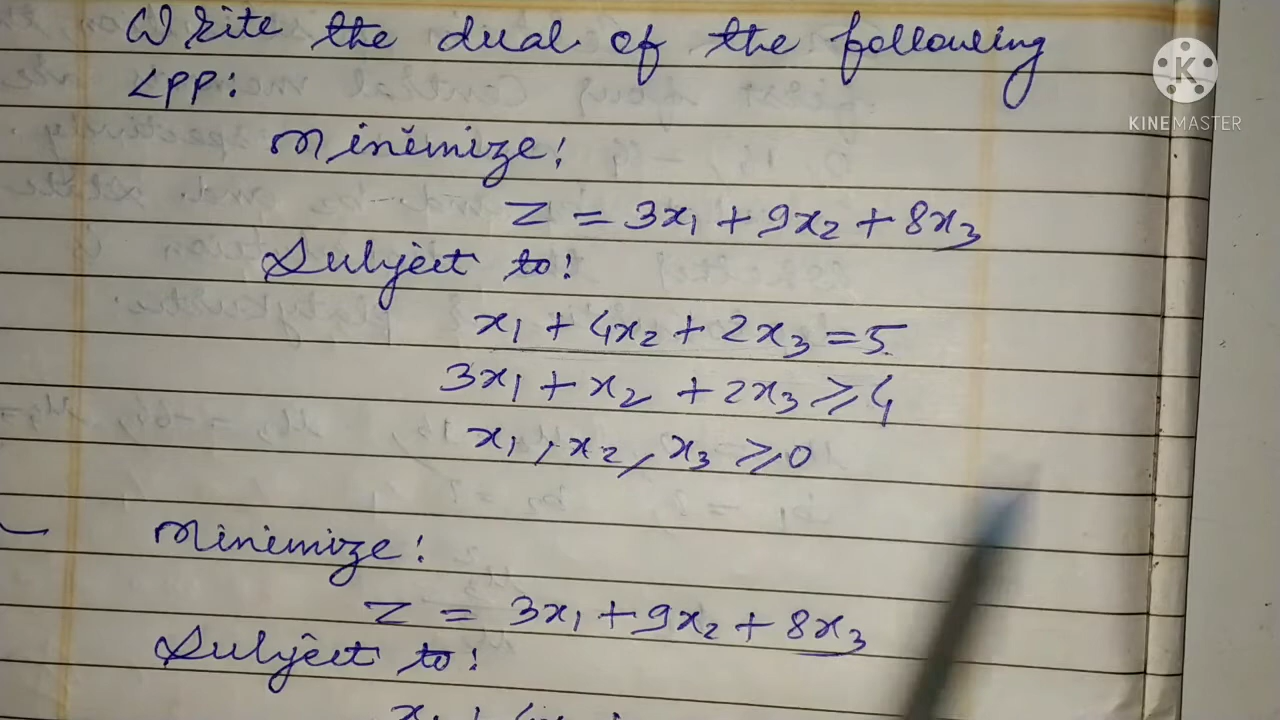 Write the dual of the following
K
LPP:
KINEMASTER
Minimize:
Z = 3x₁ + 9x₂ + 8x₃
Subject to:
x₁ + 4x₂ + 2x₃ = 5
3x₁ + x₂ + 2x₃ ≥ 4
x₁, x₂, x₃ ≥ 0
Minimize:
Z = 3x₁ + 9x₂ + 8x₃
Subject to: